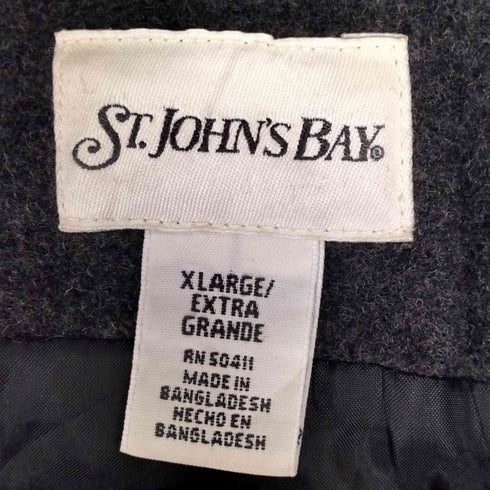 ST. JOHN'S BAY®
XLARGE/
EXTRA
GRANDE
RN 50411
MADE IN
BANGLADESH
HECHO EN
BANGLADESH